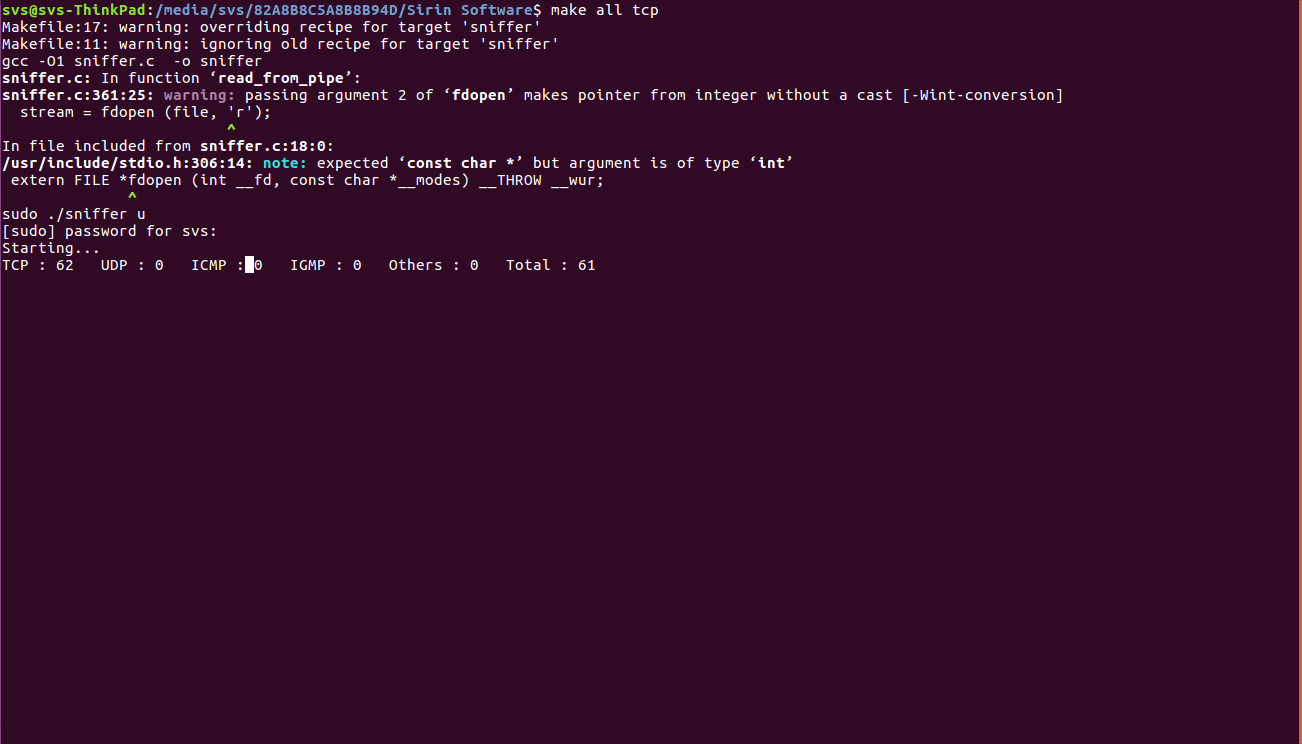 svs@svs-ThinkPad:/media/svs/82A8B8C5A8B8B94D/Sirin Software$ make all tcp
Makefile:17: warning: overriding recipe for target 'sniffer'
Makefile:11: warning: ignoring old recipe for target 'sniffer'
gcc -O1 sniffer.c  -o sniffer
sniffer.c: In function ‘read_from_pipe’:
sniffer.c:361:25: warning: passing argument 2 of ‘fdopen’ makes pointer from integer without a cast [-Wint-conversion]
  stream = fdopen (file, 'r');
                         ^
In file included from sniffer.c:18:0:
/usr/include/stdio.h:306:14: note: expected ‘const char *’ but argument is of type ‘int’
 extern FILE *fdopen (int __fd, const char *__modes) __THROW __wur;
              ^
sudo ./sniffer u
[sudo] password for svs:
Starting...
TCP : 62   UDP : 0   ICMP : 0   IGMP : 0   Others : 0   Total : 61